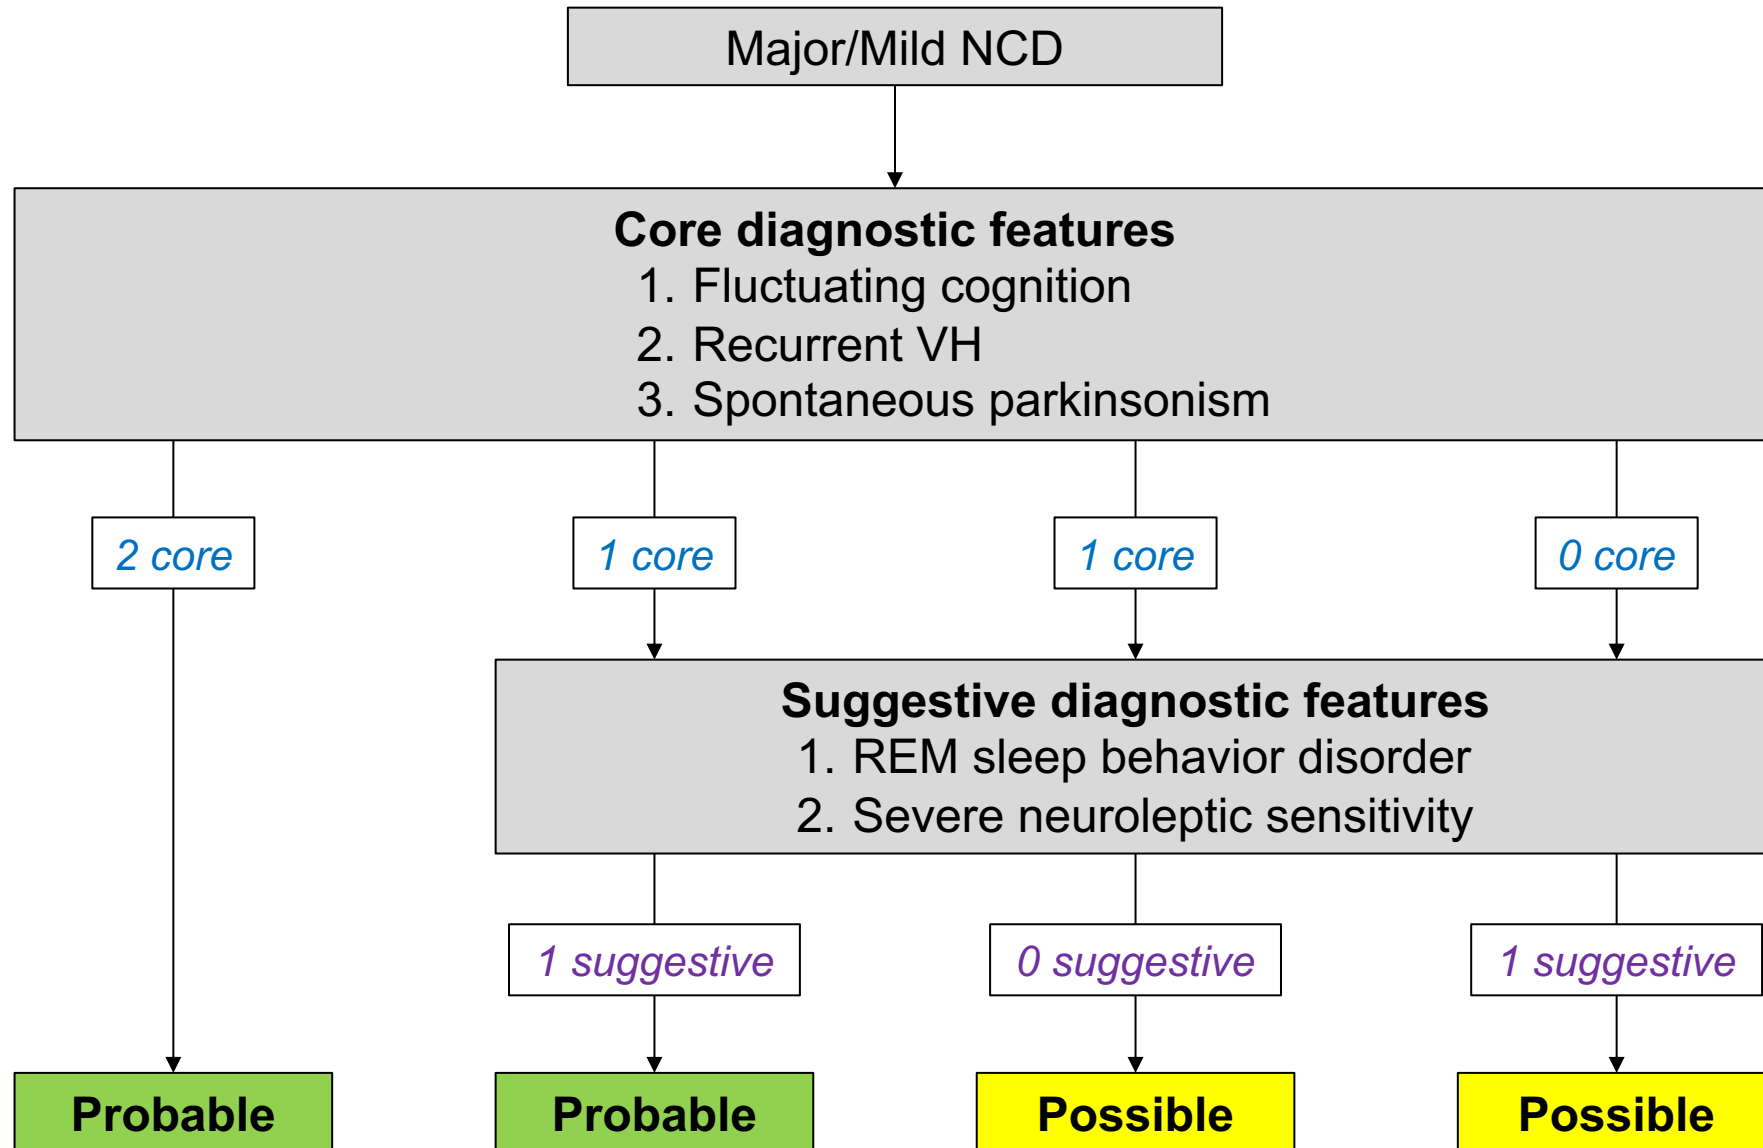 Major/Mild NCD
Core diagnostic features
1. Fluctuating cognition
2. Recurrent VH
3. Spontaneous parkinsonism
2 core
1 core
1 core
0 core
Suggestive diagnostic features
1. REM sleep behavior disorder
2. Severe neuroleptic sensitivity
1 suggestive
0 suggestive
1 suggestive
Probable
Probable
Possible
Possible